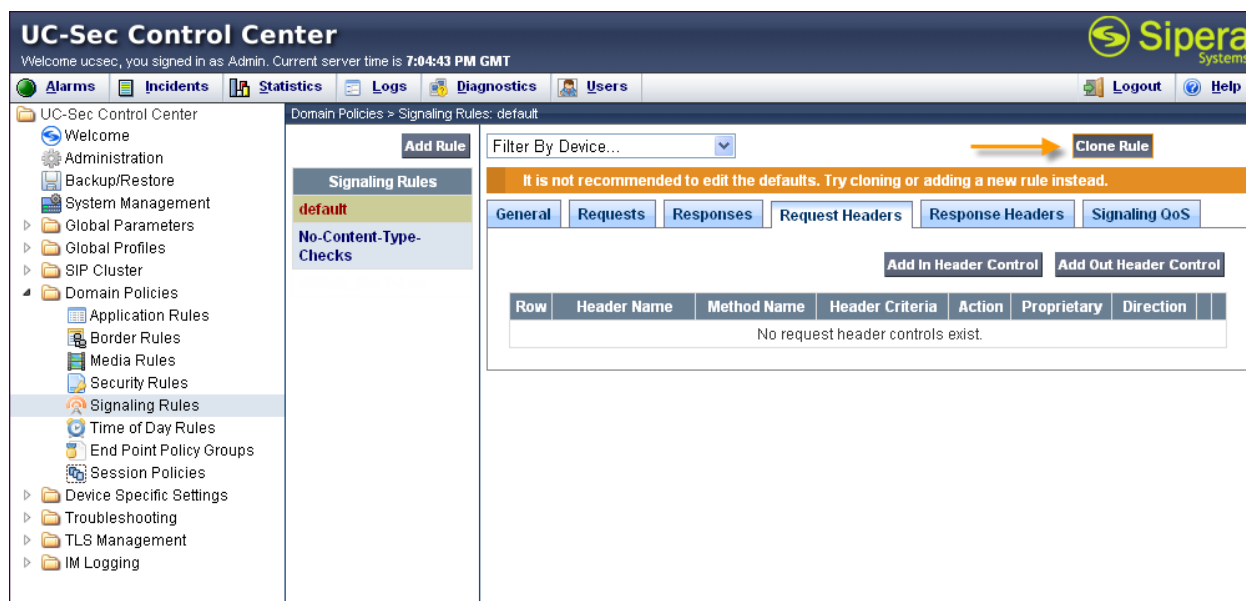 UC-Sec Control Center
Welcome ucsec, you signed in as Admin. Current server time is 7:04:43 PM GMT
Sipera
Systems
Alarms Incidents Statistics Logs Diagnostics Users Logout Help
UC-Sec Control Center
Welcome
Administration
Backup/Restore
System Management
Global Parameters
Global Profiles
SIP Cluster
Domain Policies
Application Rules
Border Rules
Media Rules
Security Rules
Signaling Rules
Time of Day Rules
End Point Policy Groups
Session Policies
Device Specific Settings
Troubleshooting
TLS Management
IM Logging
Domain Policies > Signaling Rules: default
Add Rule
Signaling Rules
default
No-Content-Type-
Checks
Filter By Device...
Clone Rule
It is not recommended to edit the defaults. Try cloning or adding a new rule instead.
General Requests Responses Request Headers Response Headers Signaling QoS
Add In Header Control Add Out Header Control
Row Header Name Method Name Header Criteria Action Proprietary Direction
No request header controls exist.